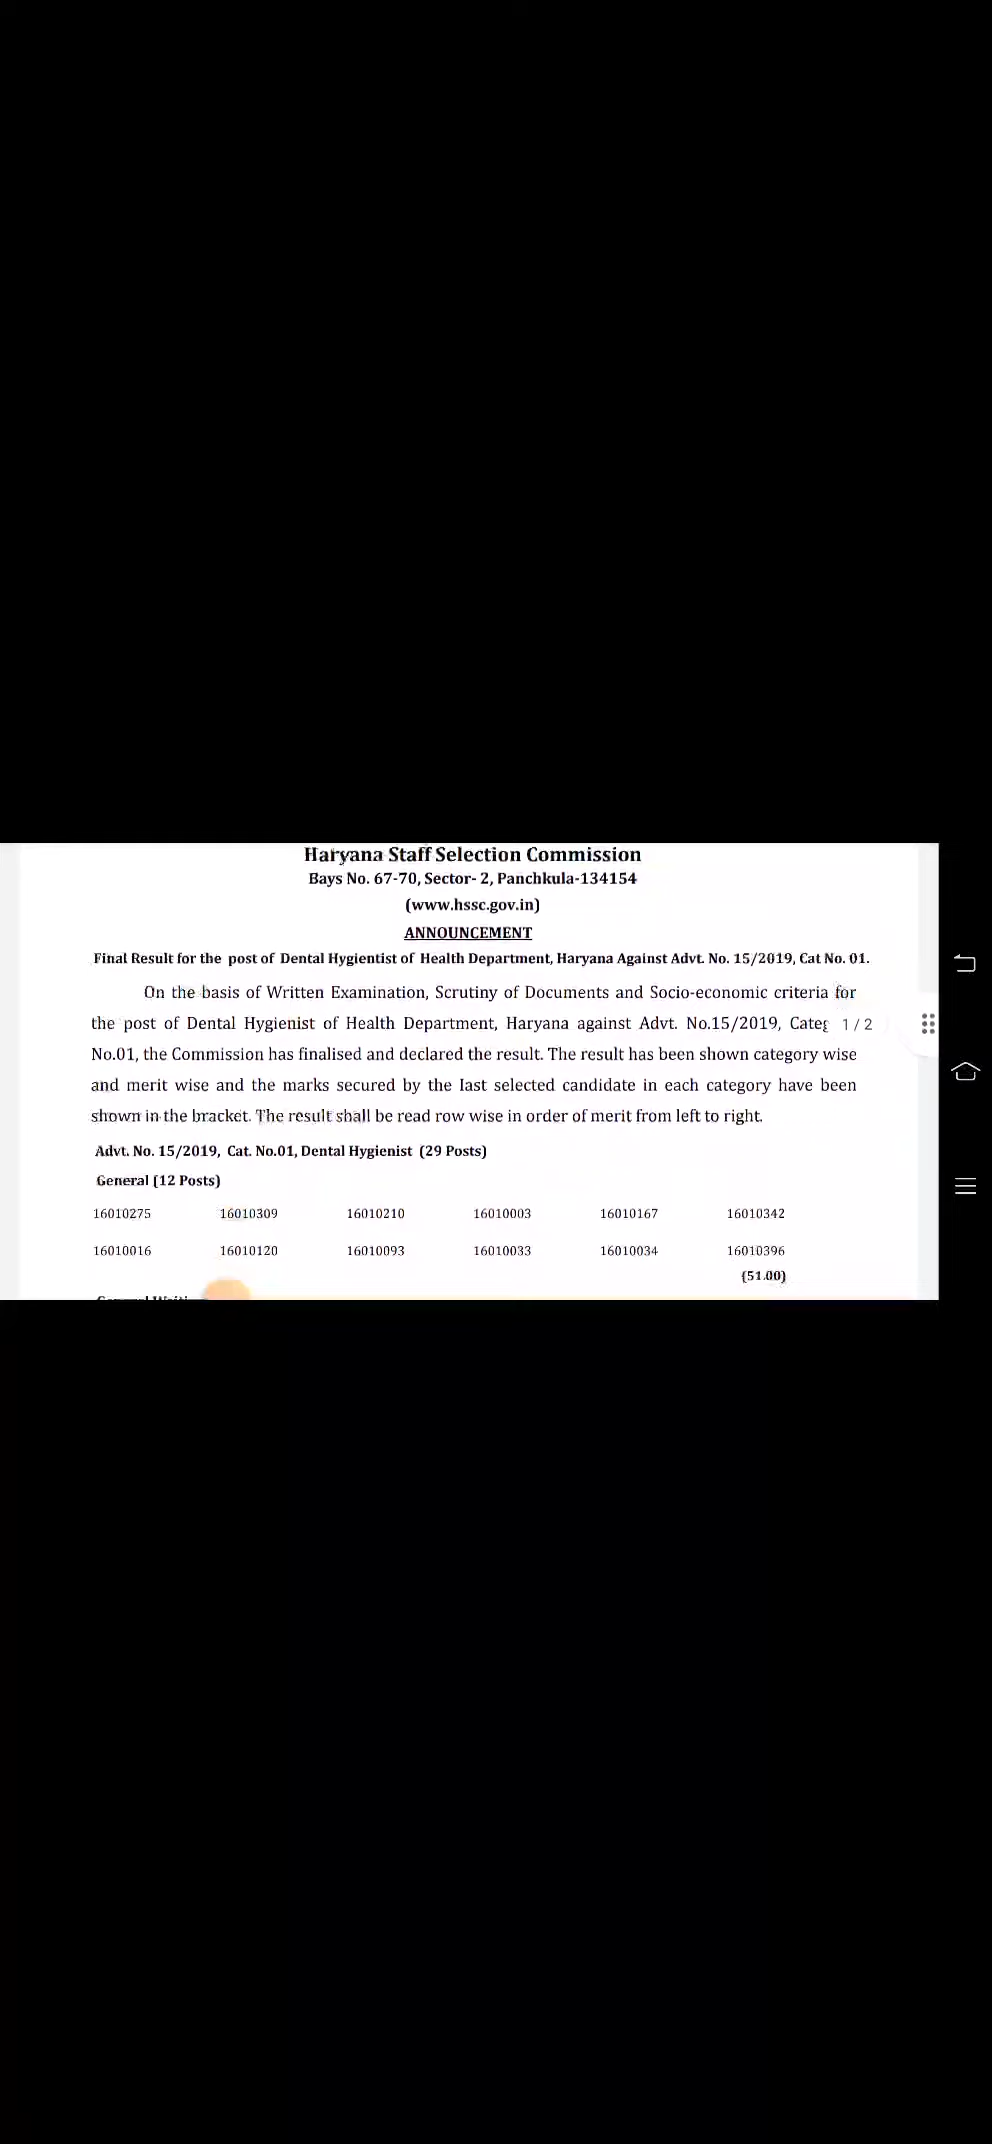 Haryana Staff Selection Commission
Bays No. 67-70, Sector- 2, Panchkula-134154
(www.hssc.gov.in)
ANNOUNCEMENT
Final Result for the post of Dental Hygientist of Health Department, Haryana Against Advt. No. 15/2019, Cat No. 01.
On the basis of Written Examination, Scrutiny of Documents and Socio-economic criteria for
the post of Dental Hygienist of Health Department, Haryana against Advt. No.15/2019, 1/2
No.01, the Commission has finalised and declared the result. The result has been shown category wise
and merit wise and the marks secured by the last selected candidate in each category have been
shown in the bracket. The result shall be read row wise in order of merit from left to right.
Advt. No. 15/2019, Cat. No.01, Dental Hygienist (29 Posts)
General (12 Posts)
16010275 16010309 16010210 16010003 16010167 16010342
16010016 16010120 16010093 16010033 16010034 16010396
(51.00)